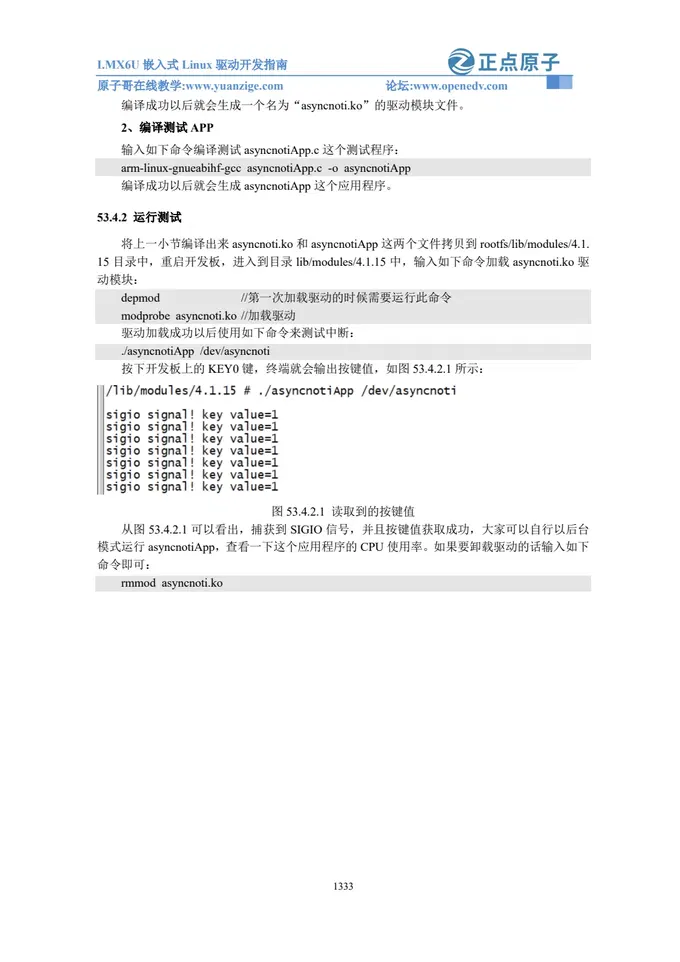 I.MX6U 嵌入式 Linux 驱动开发指南
正点原子
原子哥在线教学:www.yuanzige.com 论坛:www.openedv.com
编译成功以后就会生成一个名为“asyncnoti.ko”的驱动模块文件。
2、编译测试 APP
输入如下命令编译测试 asyncnotiApp.c 这个测试程序：
arm-linux-gnueabihf-gcc asyncnotiApp.c -o asyncnotiApp
编译成功以后就会生成 asyncnotiApp 这个应用程序。
53.4.2 运行测试
将上一小节编译出来 asyncnoti.ko 和 asyncnotiApp 这两个文件拷贝到 rootfs/lib/modules/4.1.
15 目录中，重启开发板，进入到目录 lib/modules/4.1.15 中，输入如下命令加载 asyncnoti.ko 驱
动模块：
depmod //第一次加载驱动的时候需要运行此命令
modprobe asyncnoti.ko //加载驱动
驱动加载成功以后使用如下命令来测试中断：
./asyncnotiApp /dev/asyncnoti
按下开发板上的 KEY0 键，终端就会输出按键值，如图 53.4.2.1 所示：
/lib/modules/4.1.15 # ./asyncnotiApp /dev/asyncnoti
sigio signal! key value=1
sigio signal! key value=1
sigio signal! key value=1
sigio signal! key value=1
sigio signal! key value=1
sigio signal! key value=1
sigio signal! key value=1
图 53.4.2.1 读取到的按键值
从图 53.4.2.1 可以看出，捕获到 SIGIO 信号，并且按键值获取成功，大家可以自行以后台
模式运行 asyncnotiApp，查看一下这个应用程序的 CPU 使用率。如果要卸载驱动的话输入如下
命令即可：
rmmod asyncnoti.ko
1333